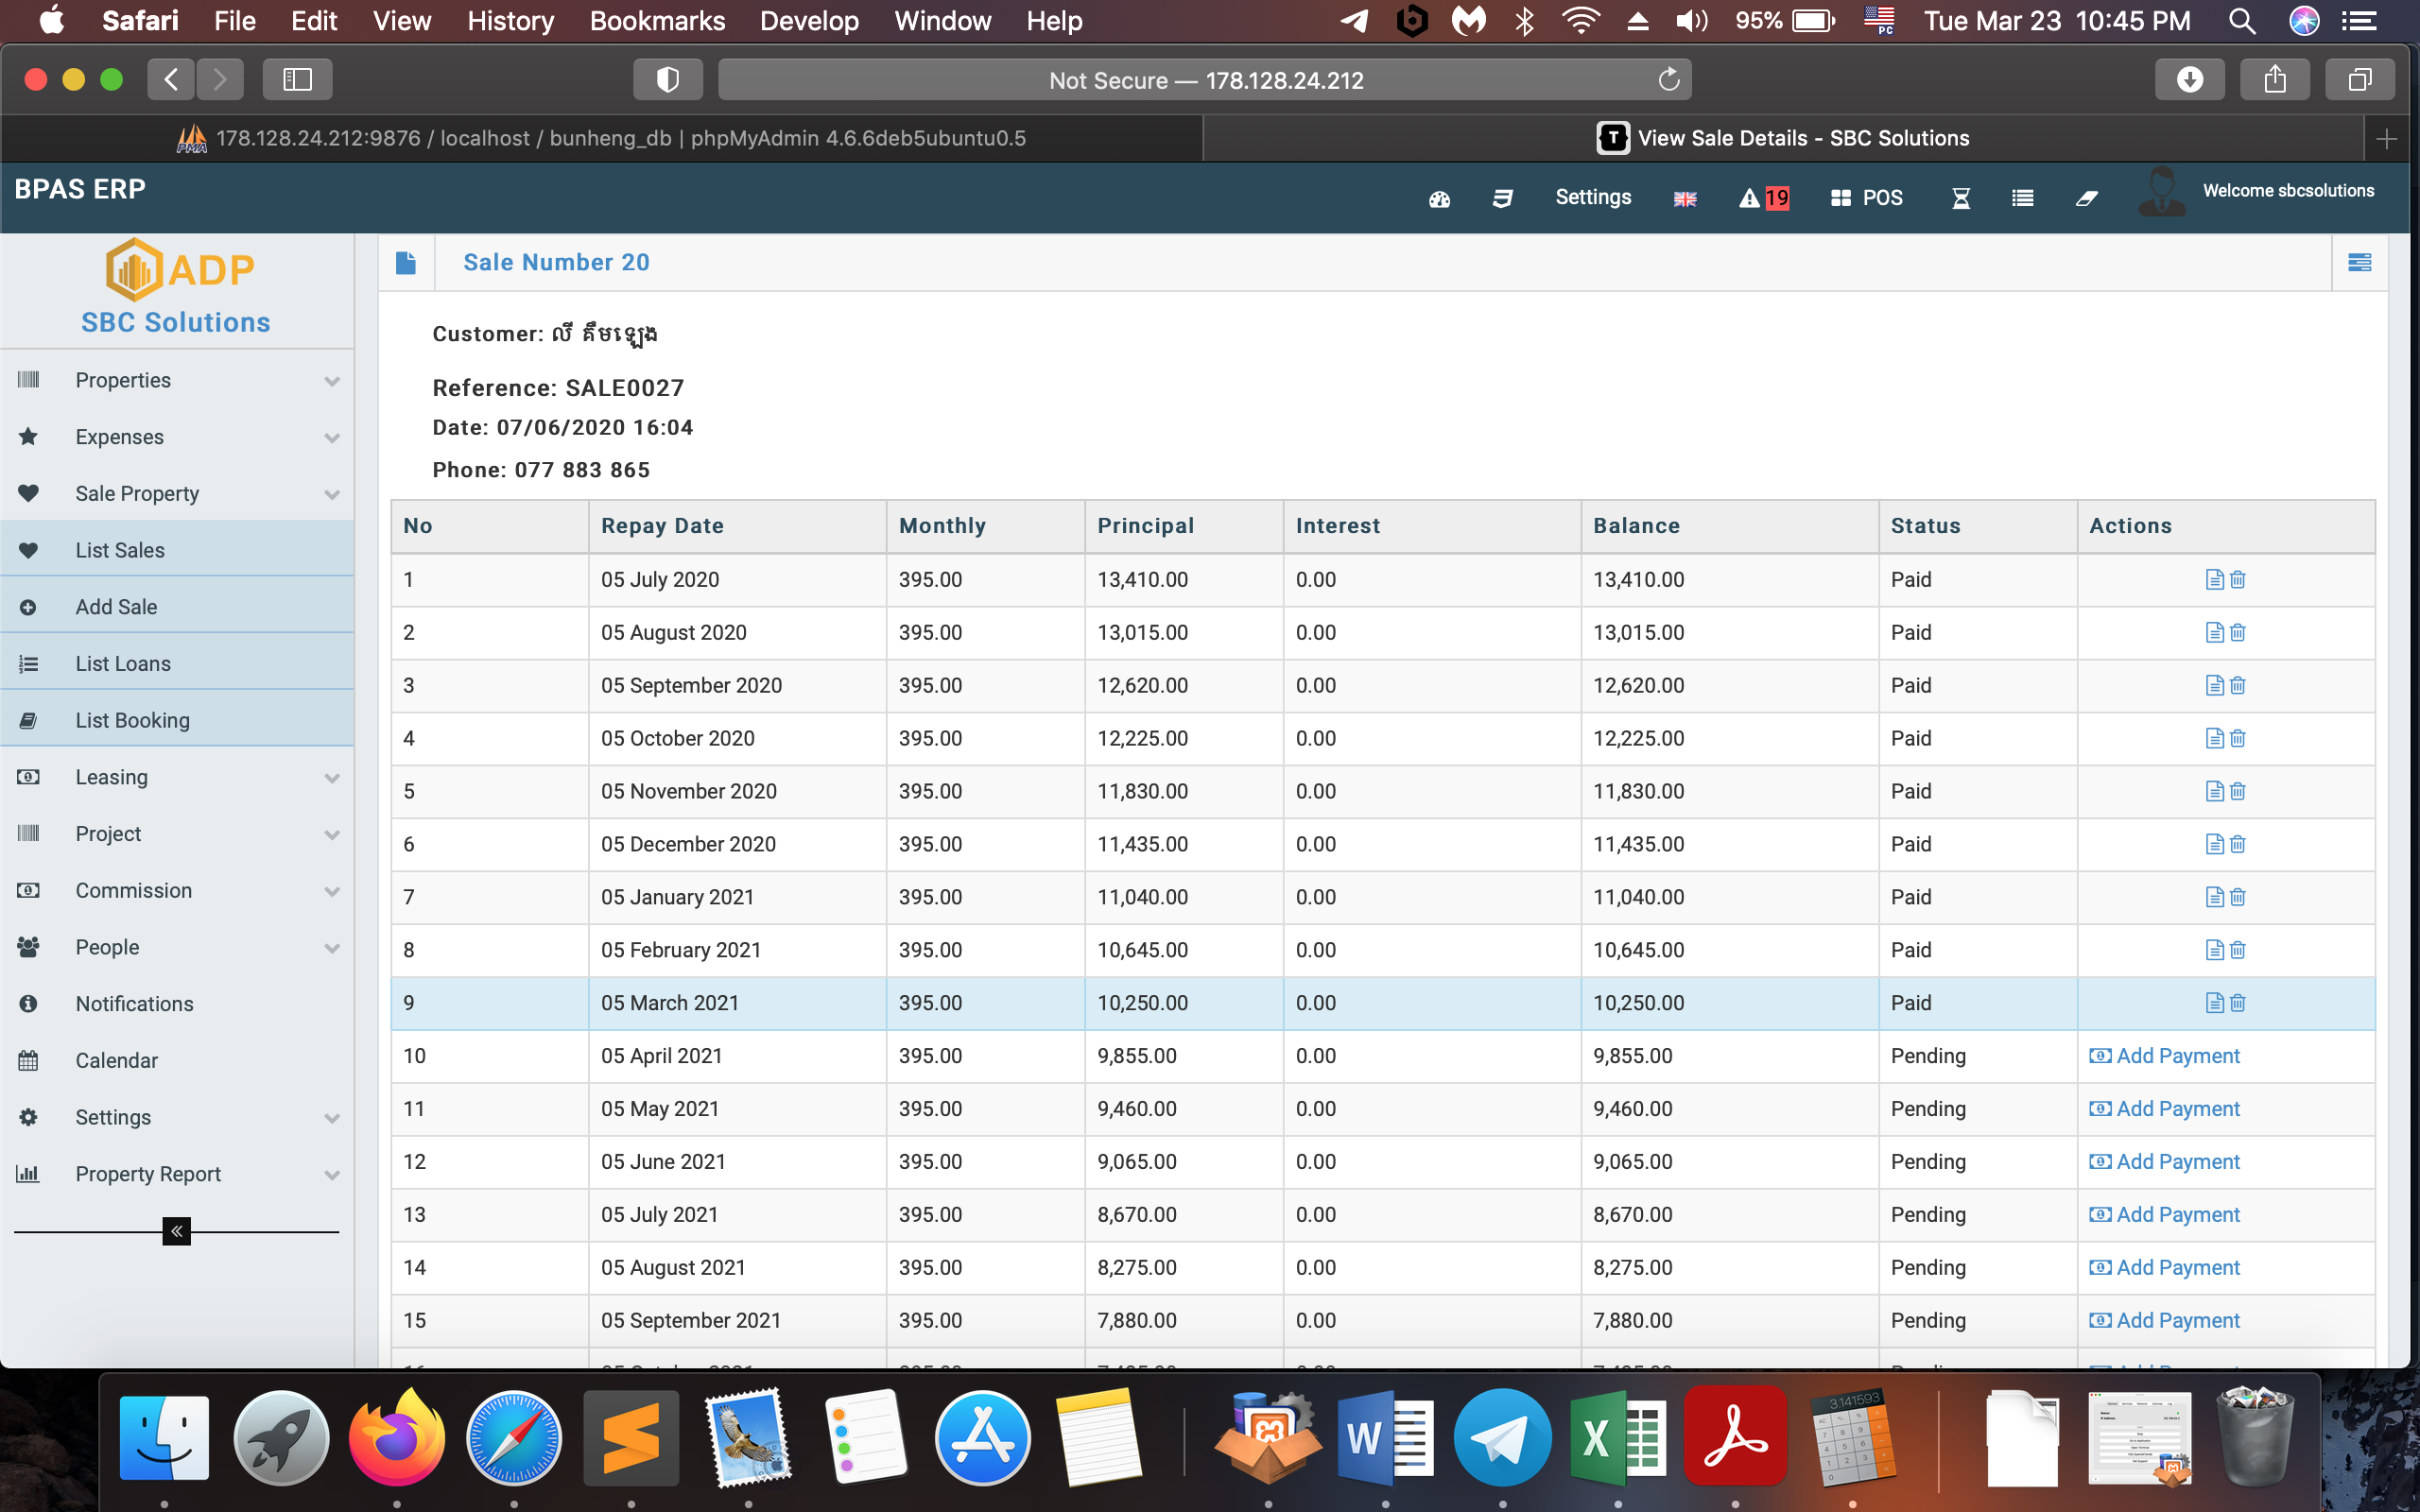 Safari File Edit View History Bookmarks Develop Window Help 95% PC Tue Mar 23 10:45 PM
Not Secure — 178.128.24.212
PMA 178.128.24.212:9876 / localhost / bunheng_db | phpMyAdmin 4.6.6deb5ubuntu0.5
T View Sale Details - SBC Solutions
BPAS ERP Settings 19 POS Welcome sbcsolutions
ADP
SBC Solutions
Properties
Expenses
Sale Property
List Sales
Add Sale
List Loans
List Booking
Leasing
Project
Commission
People
Notifications
Calendar
Settings
Property Report
Sale Number 20
Customer: លី គឹមឡេង
Reference: SALE0027
Date: 07/06/2020 16:04
Phone: 077 883 865
No Repay Date Monthly Principal Interest Balance Status Actions
1 05 July 2020 395.00 13,410.00 0.00 13,410.00 Paid
2 05 August 2020 395.00 13,015.00 0.00 13,015.00 Paid
3 05 September 2020 395.00 12,620.00 0.00 12,620.00 Paid
4 05 October 2020 395.00 12,225.00 0.00 12,225.00 Paid
5 05 November 2020 395.00 11,830.00 0.00 11,830.00 Paid
6 05 December 2020 395.00 11,435.00 0.00 11,435.00 Paid
7 05 January 2021 395.00 11,040.00 0.00 11,040.00 Paid
8 05 February 2021 395.00 10,645.00 0.00 10,645.00 Paid
9 05 March 2021 395.00 10,250.00 0.00 10,250.00 Paid
10 05 April 2021 395.00 9,855.00 0.00 9,855.00 Pending Add Payment
11 05 May 2021 395.00 9,460.00 0.00 9,460.00 Pending Add Payment
12 05 June 2021 395.00 9,065.00 0.00 9,065.00 Pending Add Payment
13 05 July 2021 395.00 8,670.00 0.00 8,670.00 Pending Add Payment
14 05 August 2021 395.00 8,275.00 0.00 8,275.00 Pending Add Payment
15 05 September 2021 395.00 7,880.00 0.00 7,880.00 Pending Add Payment
3.141593